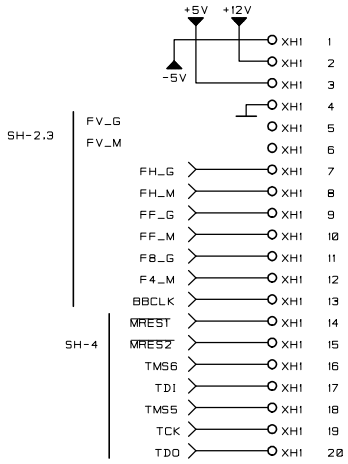 +5V +12V
XH1 1
XH1 2
-5V XH1 3
XH1 4
FV_G XH1 5
SH-2.3
FV_M XH1 6
FH_G XH1 7
FH_M XH1 8
FF_G XH1 9
FF_M XH1 10
F8_G XH1 11
F4_M XH1 12
BBCLK XH1 13
MREST XH1 14
SH-4 MRES2 XH1 15
TMS6 XH1 16
TDI XH1 17
TMS5 XH1 18
TCK XH1 19
TDO XH1 20